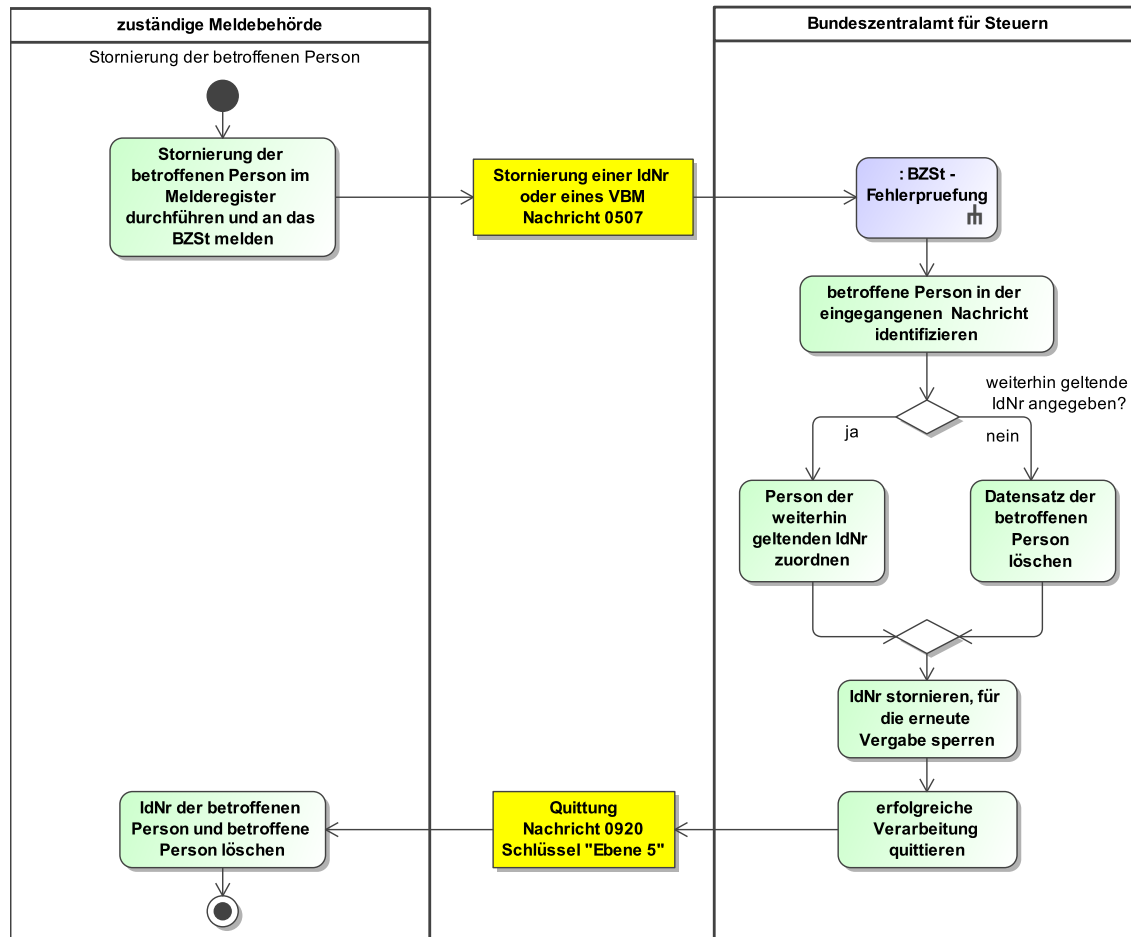 zuständige Meldebehörde
Bundeszentralamt für Steuern
Stornierung der betroffenen Person
Stornierung der
betroffenen Person im
Melderegister
durchführen und an das
BZSt melden
Stornierung einer IdNr
oder eines VBM
Nachricht 0507
: BZSt -
Fehlerpruefung
betroffene Person in der
eingegangenen Nachricht
identifizieren
weiterhin geltende
IdNr angegeben?
ja
nein
Person der
weiterhin
geltenden IdNr
zuordnen
Datensatz der
betroffenen
Person
löschen
IdNr stornieren, für
die erneute
Vergabe sperren
erfolgreiche
Verarbeitung
quittieren
Quittung
Nachricht 0920
Schlüssel "Ebene 5"
IdNr der betroffenen
Person und betroffene
Person löschen